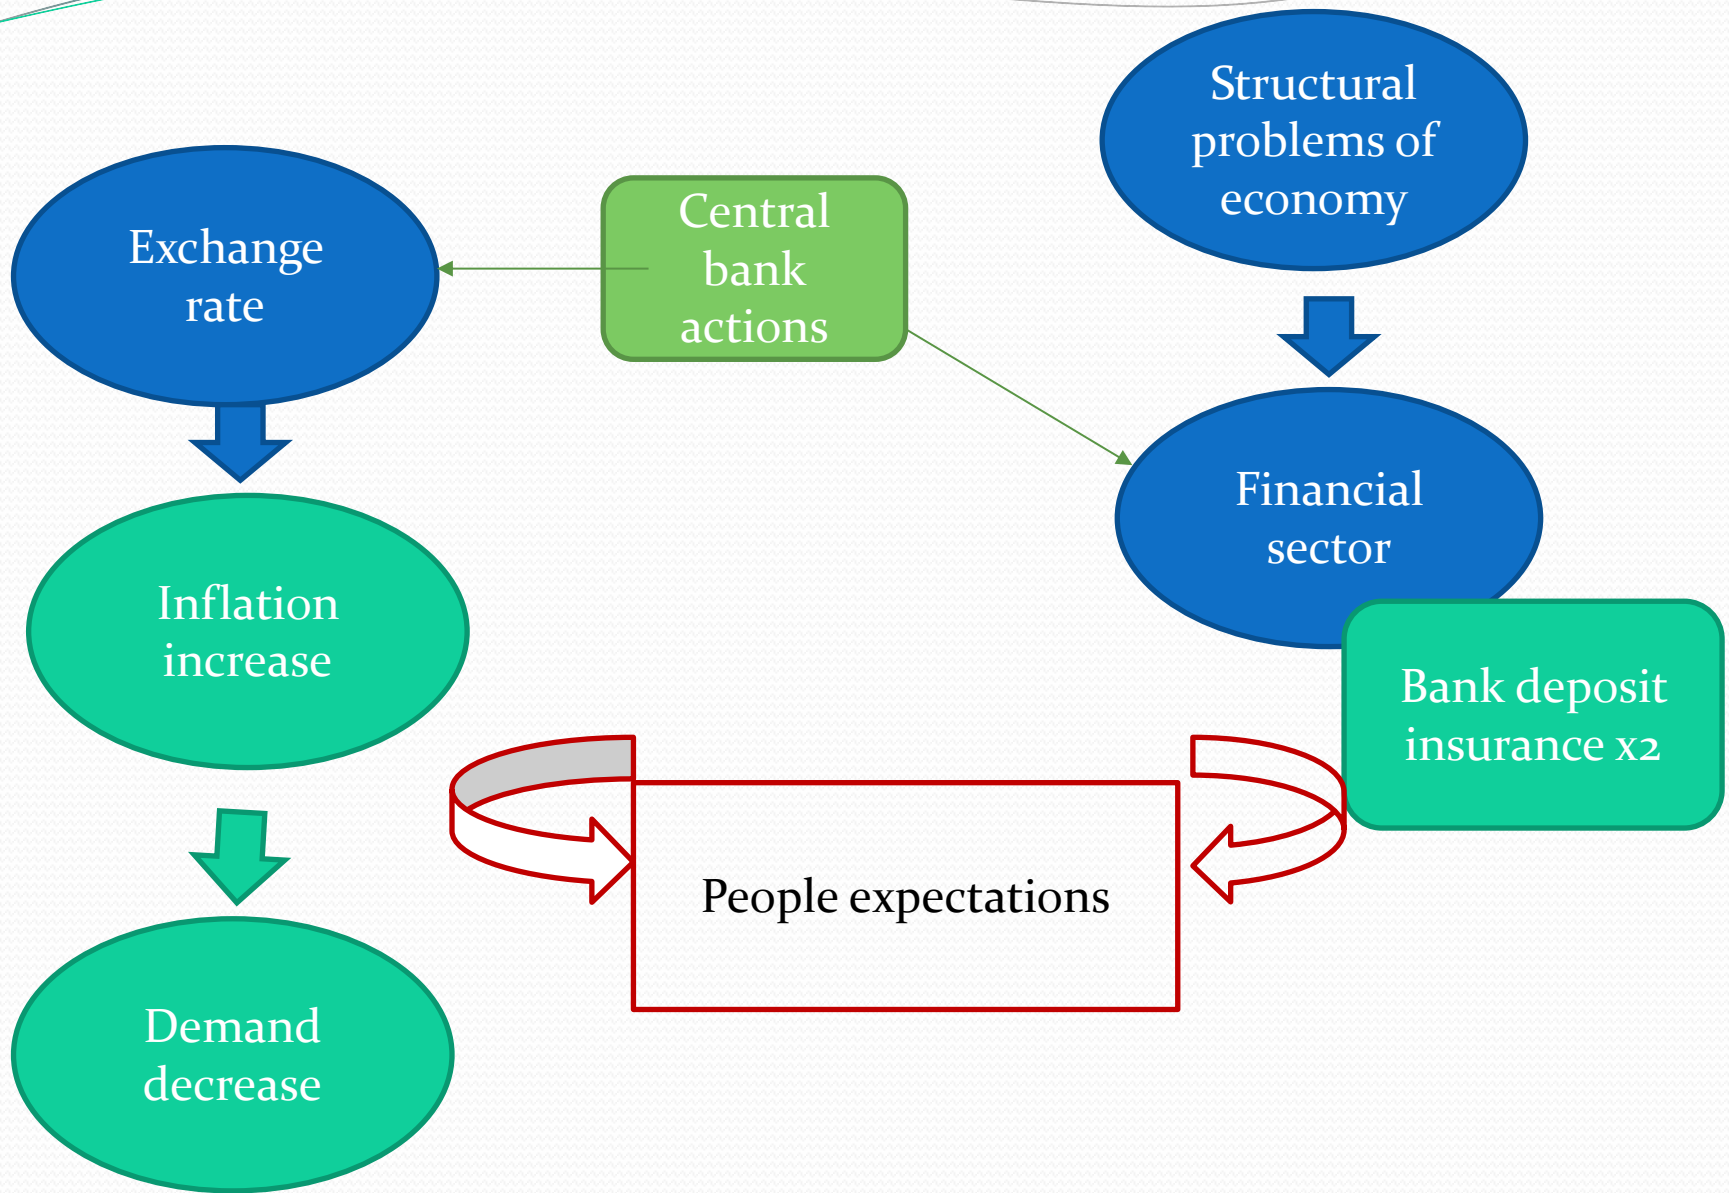 Structural
problems of
economy
Exchange
rate
Central
bank
actions
Financial
sector
Inflation
increase
Bank deposit
insurance x2
People expectations
Demand
decrease